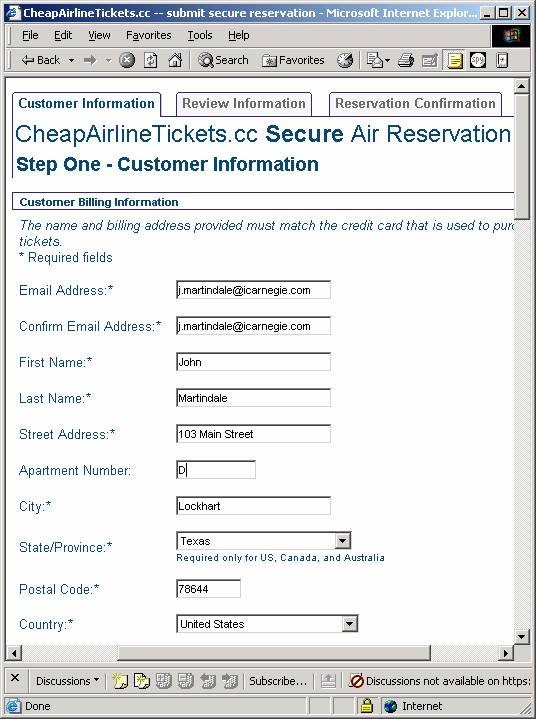 CheapAirlineTickets.cc -- submit secure reservation - Microsoft Internet Explor...
File Edit View Favorites Tools Help
Back Search Favorites
Customer Information Review Information Reservation Confirmation
CheapAirlineTickets.cc Secure Air Reservation
Step One - Customer Information
Customer Billing Information
The name and billing address provided must match the credit card that is used to pur
tickets.
* Required fields
Email Address:* j.martindale@icarnegie.com
Confirm Email Address:* j.martindale@icarnegie.com
First Name:* John
Last Name:* Martindale
Street Address:* 103 Main Street
Apartment Number: D
City:* Lockhart
State/Province:* Texas
Required only for US, Canada, and Australia
Postal Code:* 78644
Country:* United States
Discussions Subscribe... Discussions not available on https:
Done Internet